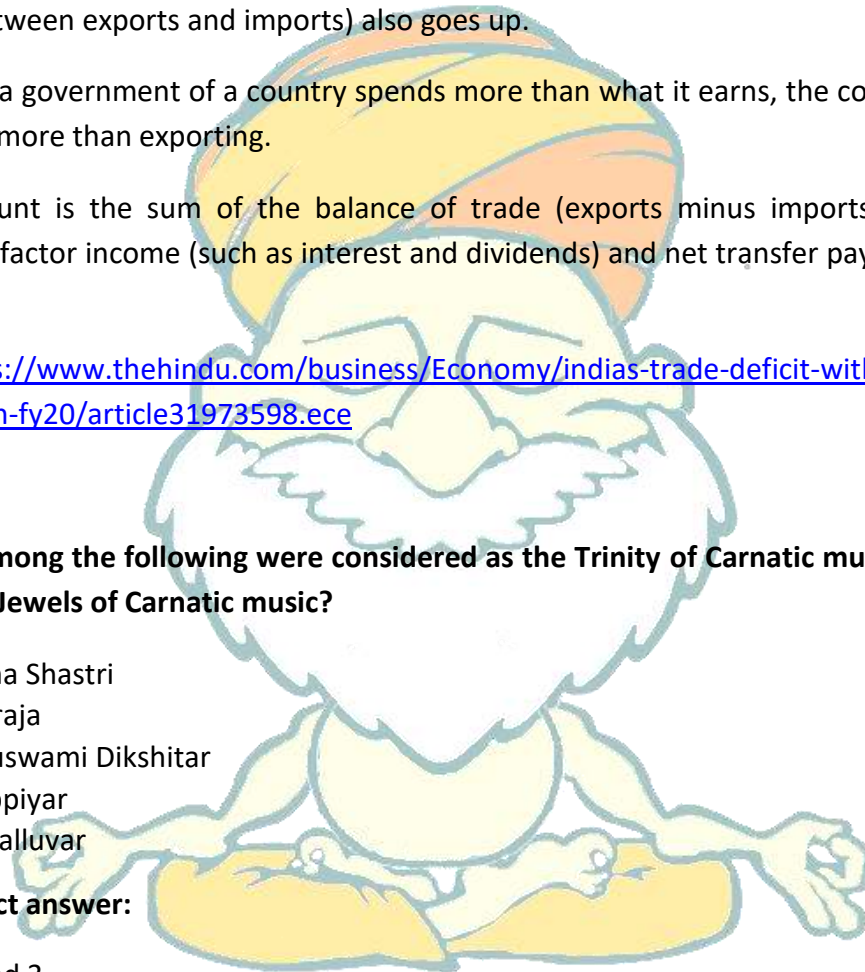 tween exports and imports) also goes up.
a government of a country spends more than what it earns, the co
more than exporting.
unt is the sum of the balance of trade (exports minus imports
factor income (such as interest and dividends) and net transfer pay
s://www.thehindu.com/business/Economy/indias-trade-deficit-wit
n-fy20/article31973598.ece
mong the following were considered as the Trinity of Carnatic mu
Jewels of Carnatic music?
na Shastri
raja
uswami Dikshitar
ppiyar
alluvar
ct answer: